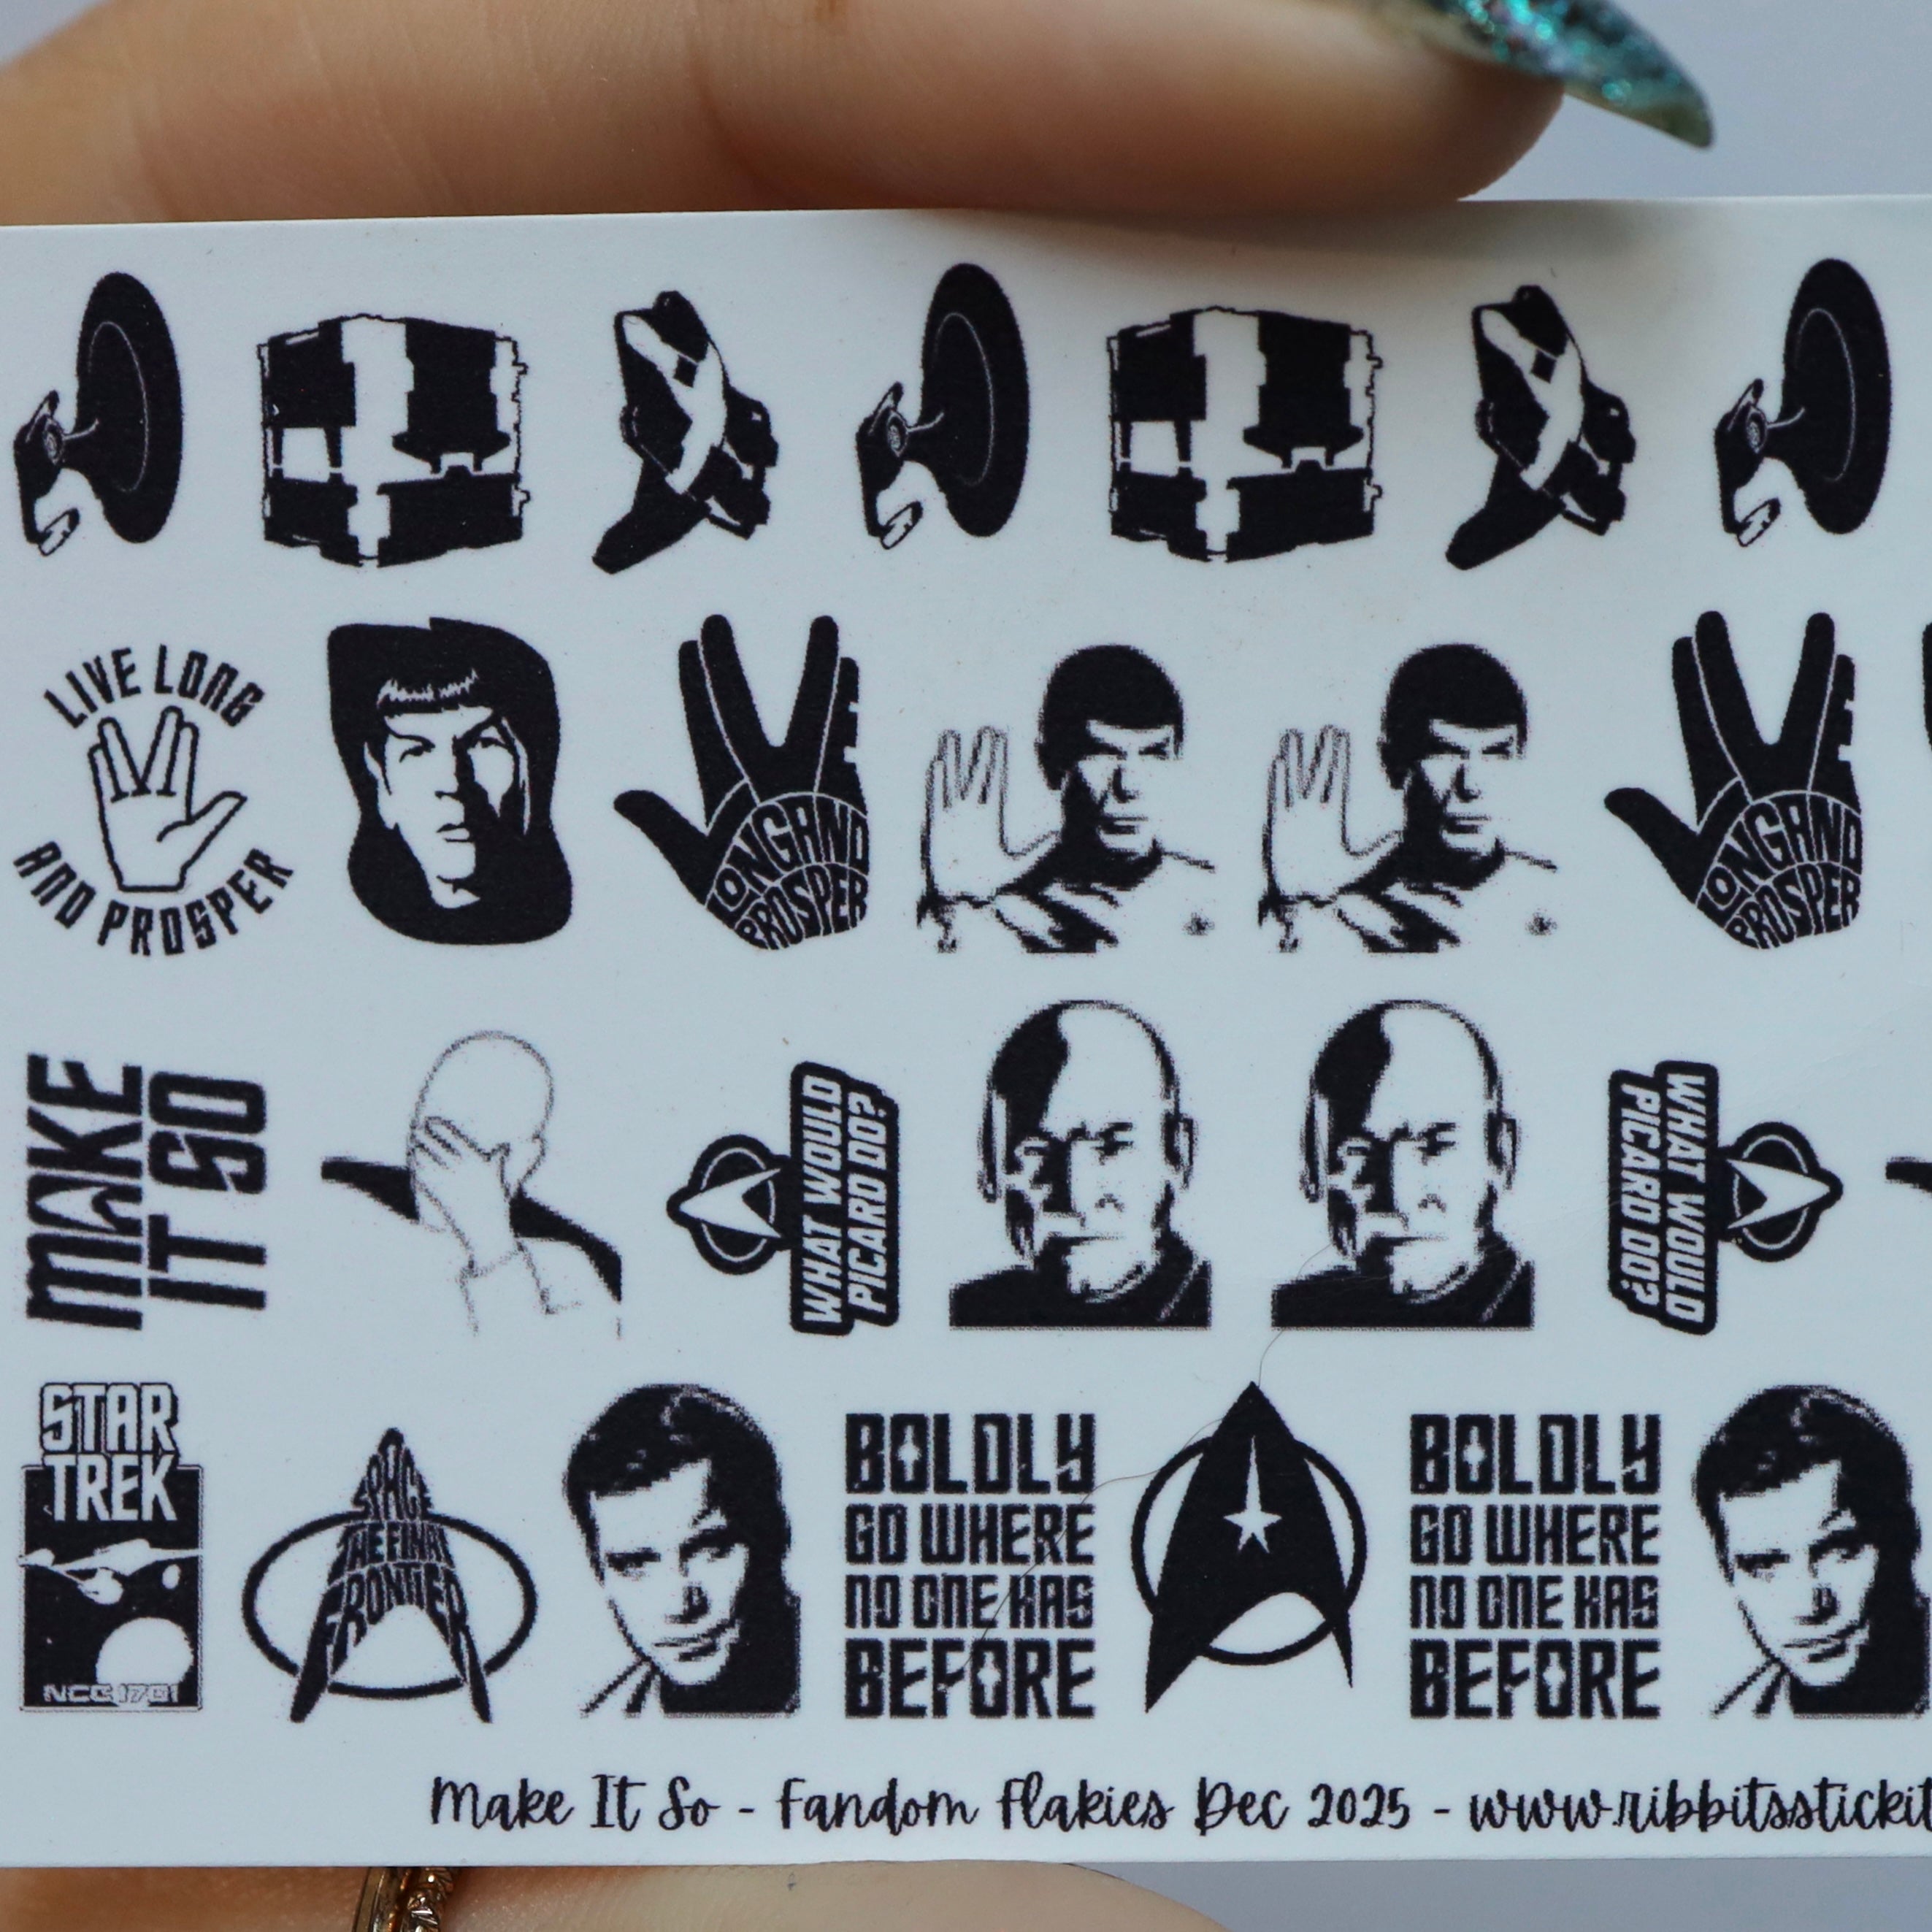 LIVE LONG
AND PROSPER
LONG AND
PROSPER
LONG AND
PROSPER
MAKE
IT SO
WHAT WOULD
PICARD DO?
WHAT WOULD
PICARD DO?
STAR
TREK
NCC 1701
SPACE
THE FINAL
FRONTIER
BOLDLY
GO WHERE
NO ONE HAS
BEFORE
BOLDLY
GO WHERE
NO ONE HAS
BEFORE
Make It So - Fandom Flakies Dec 2025 - www.ribbitsstickit